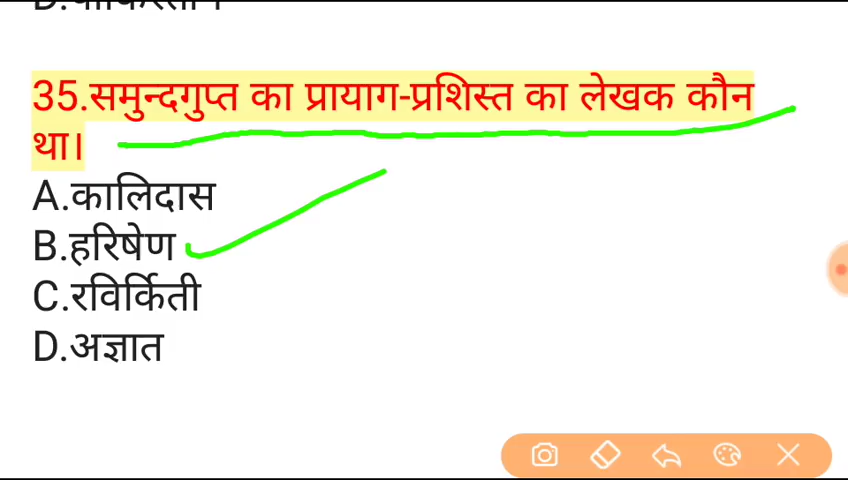 35.समुन्दगुप्त का प्रायाग-प्रशिस्त का लेखक कौन
था।
A.कालिदास
B.हरिषेण
C.रविर्किती
D.अज्ञात